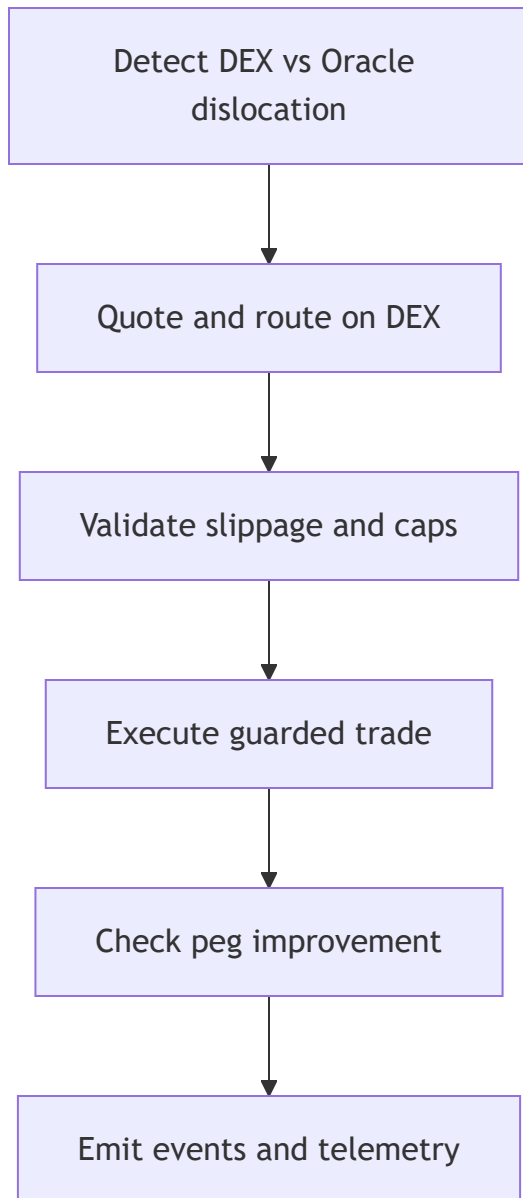 Detect DEX vs Oracle
dislocation
Quote and route on DEX
Validate slippage and caps
Execute guarded trade
Check peg improvement
Emit events and telemetry